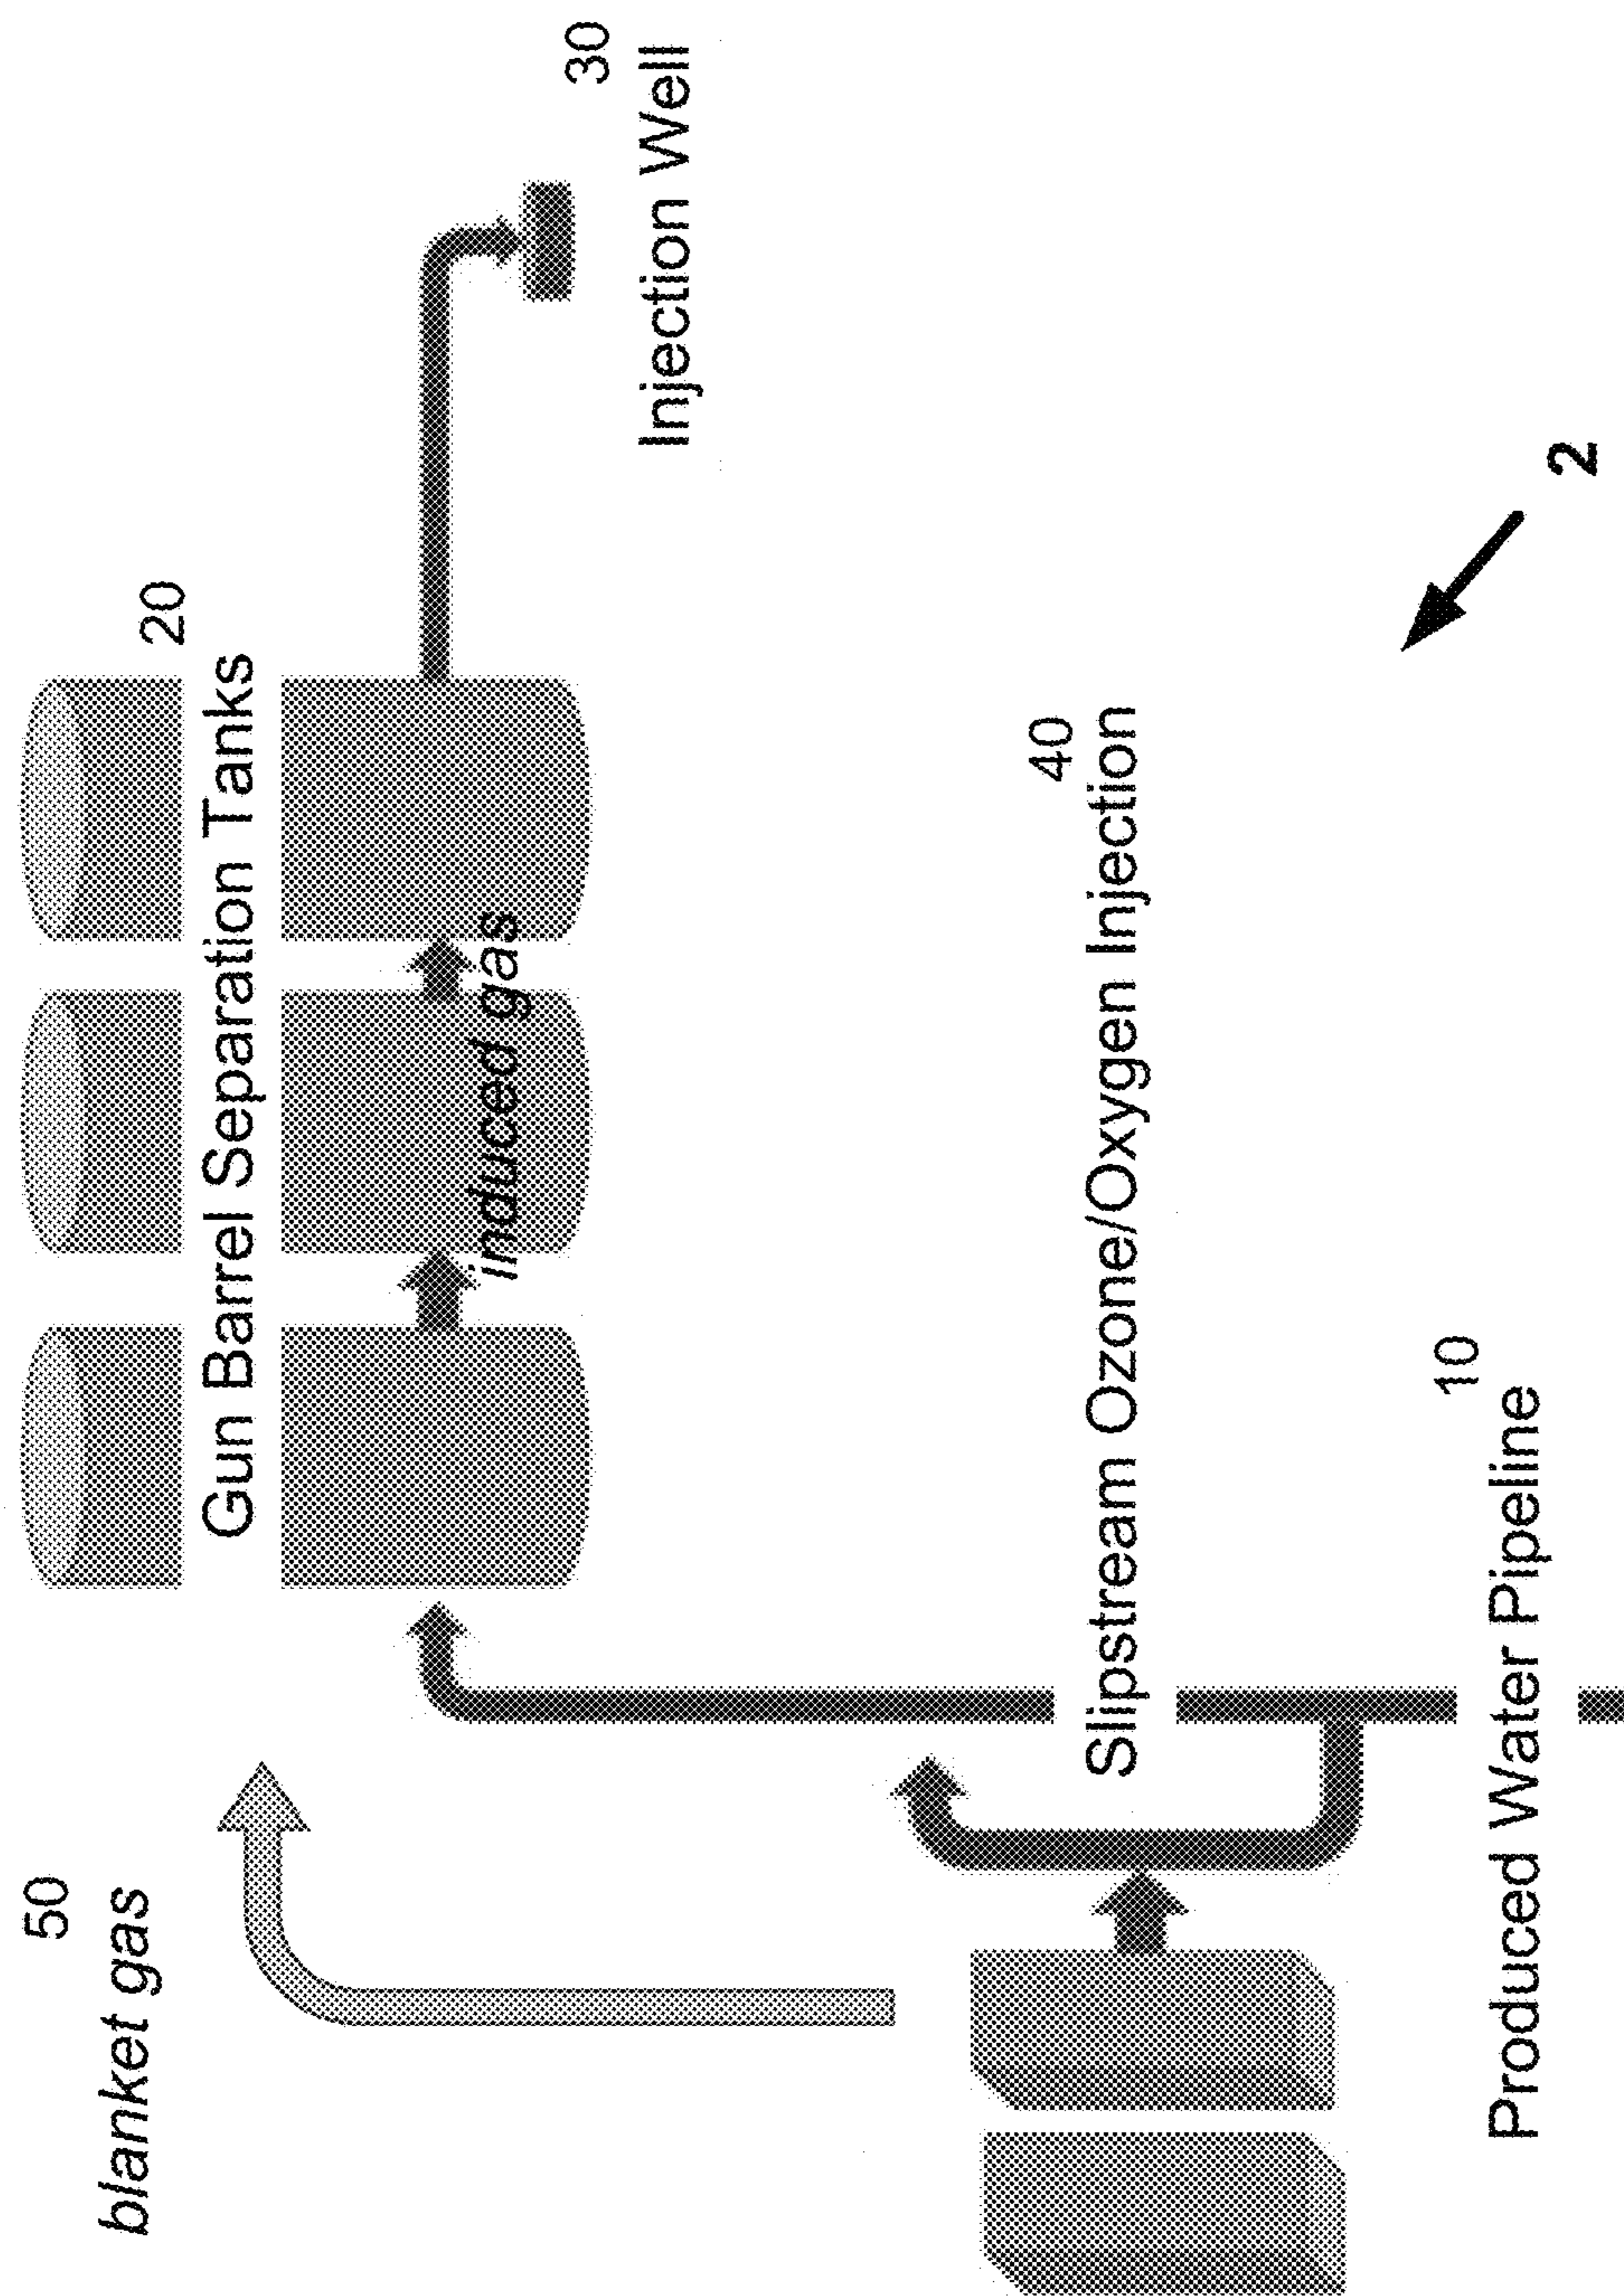 50
blanket gas
20
Gun Barrel Separation Tanks
induced gas
30
Injection Well
40
Slipstream Ozone/Oxygen Injection
10
Produced Water Pipeline
2